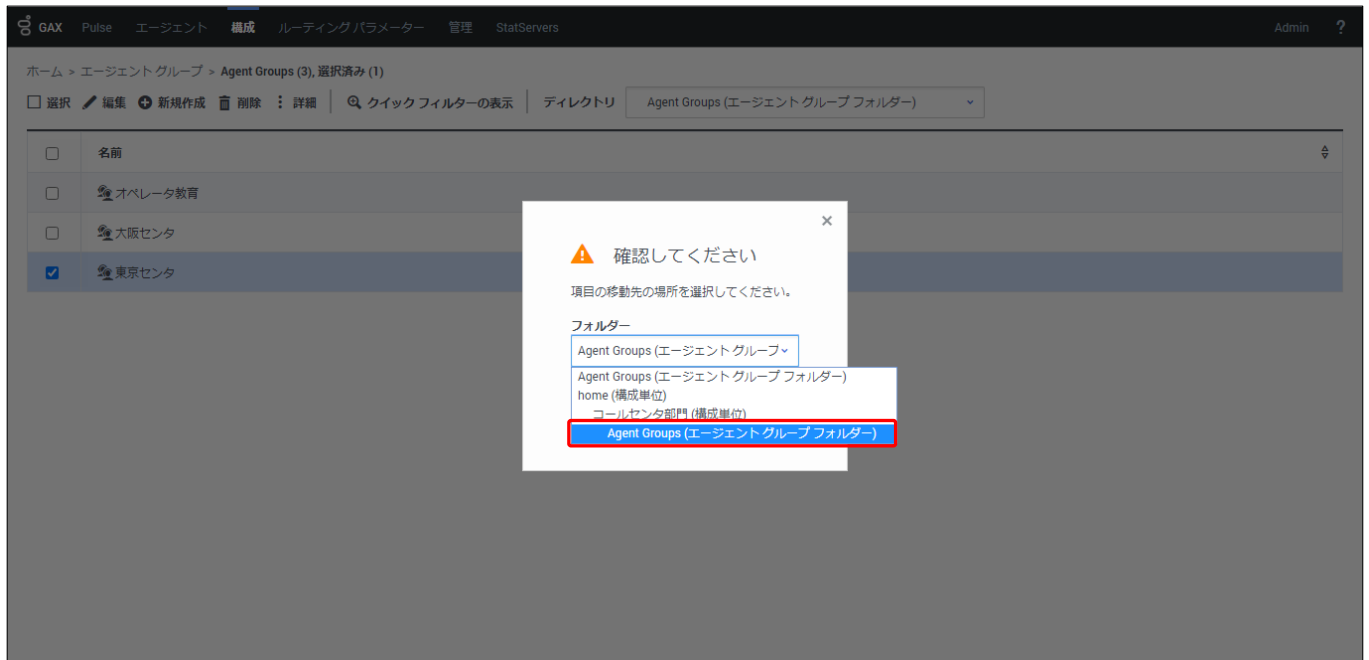 GAX Pulse エージェント 構成 ルーティング パラメーター 管理 StatServers Admin ?
ホーム > エージェント グループ > Agent Groups (3), 選択済み (1)
選択 編集 新規作成 削除 詳細 クイック フィルターの表示 ディレクトリ Agent Groups (エージェント グループ フォルダー)
名前
オペレータ教育
大阪センタ
東京センタ
×
確認してください
項目の移動先の場所を選択してください。
フォルダー
Agent Groups (エージェント グループ
Agent Groups (エージェント グループ フォルダー)
home (構成単位)
コールセンタ部門 (構成単位)
Agent Groups (エージェント グループ フォルダー)